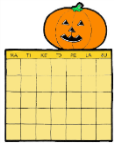 MA TI KE TO PE LA SU